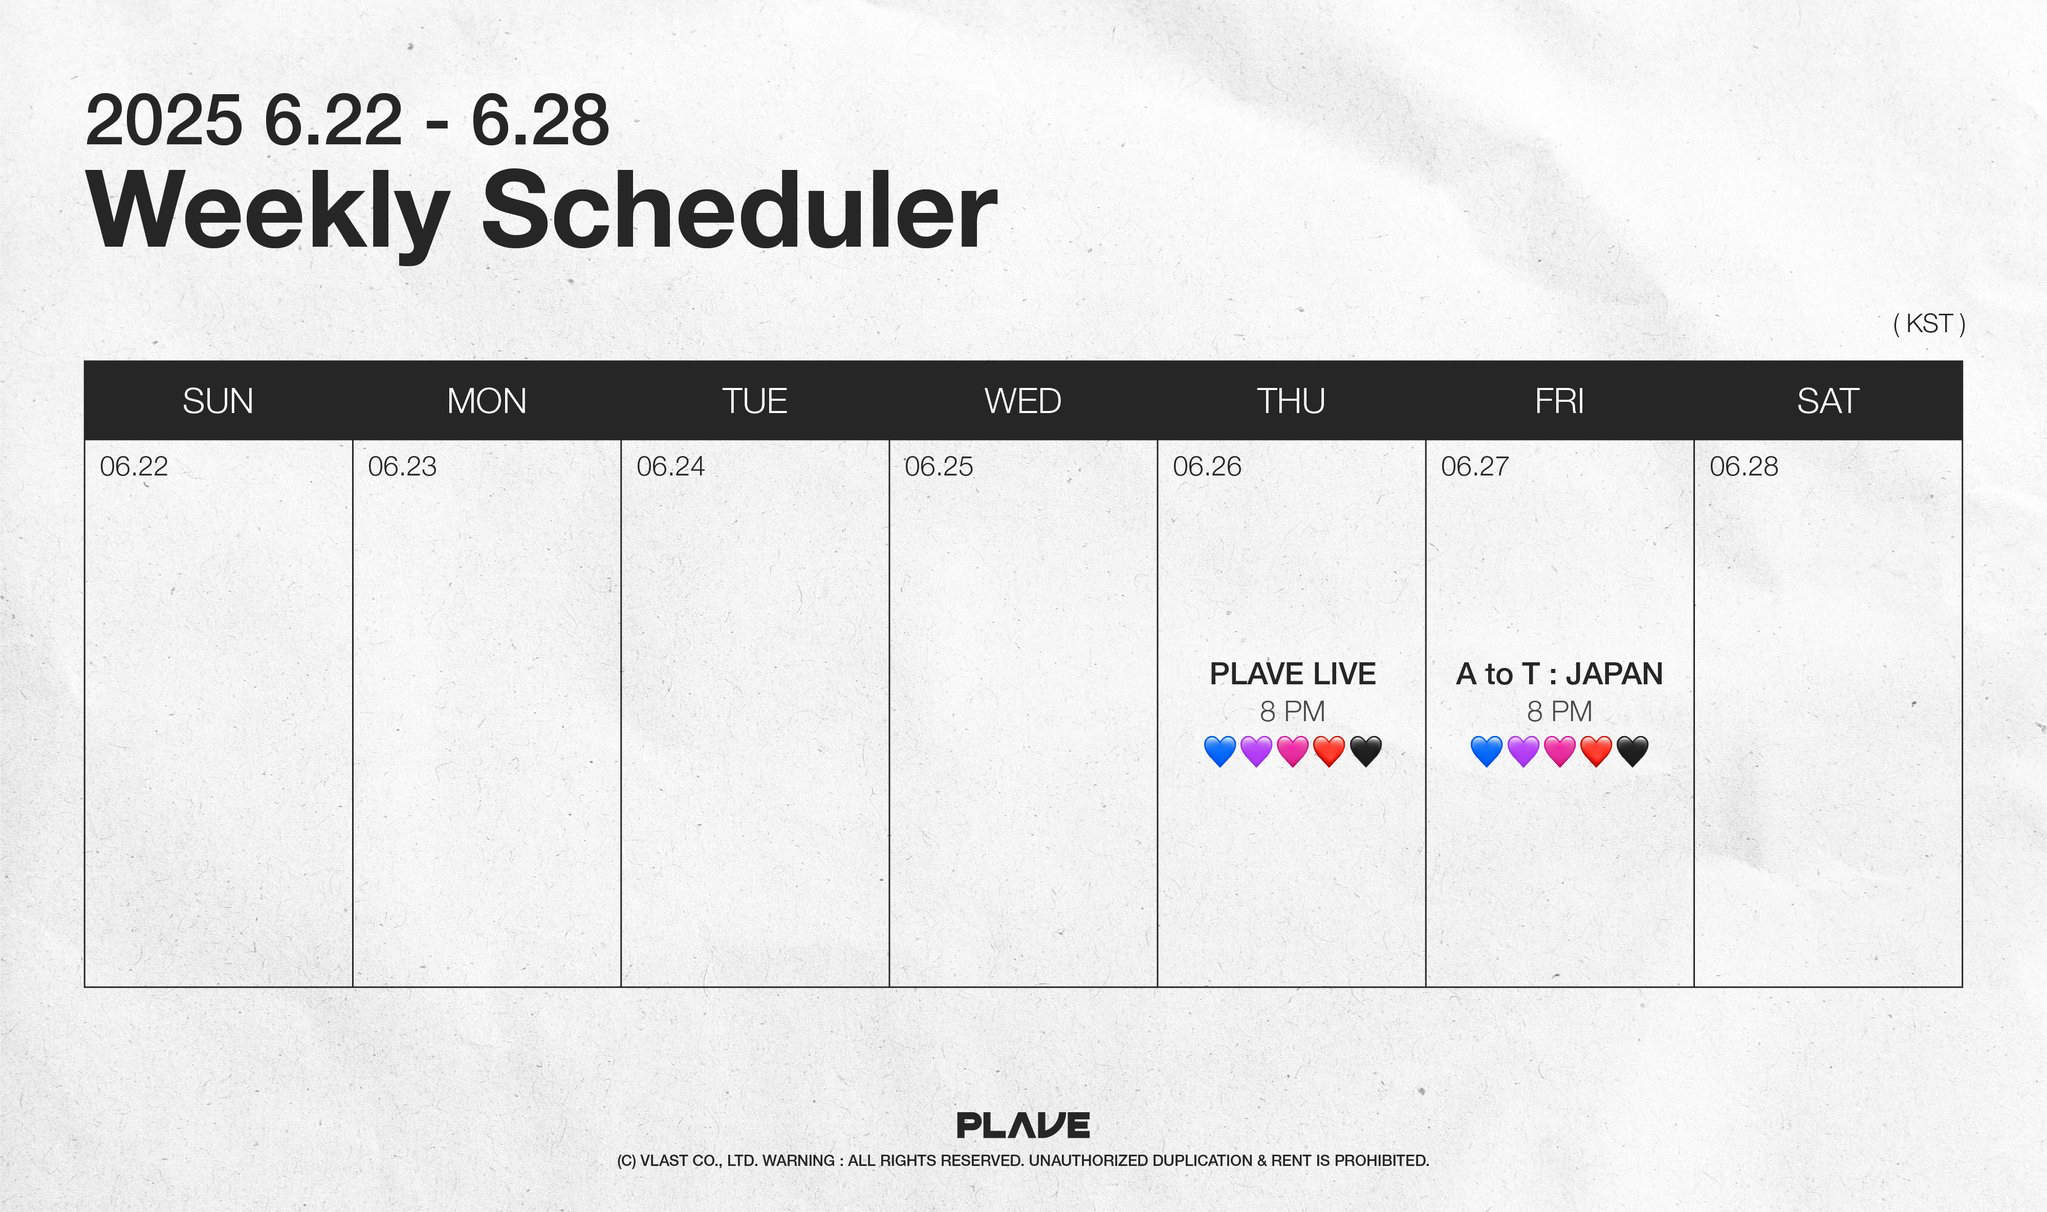 2025 6.22 - 6.28
Weekly Scheduler
( KST )
SUN MON TUE WED THU FRI SAT
06.22 06.23 06.24 06.25 06.26 06.27 06.28
PLAVE LIVE
8 PM
💙💜🩷❤️🖤
A to T : JAPAN
8 PM
💙💜🩷❤️🖤
PLAVE
(C) VLAST CO., LTD. WARNING : ALL RIGHTS RESERVED. UNAUTHORIZED DUPLICATION & RENT IS PROHIBITED.